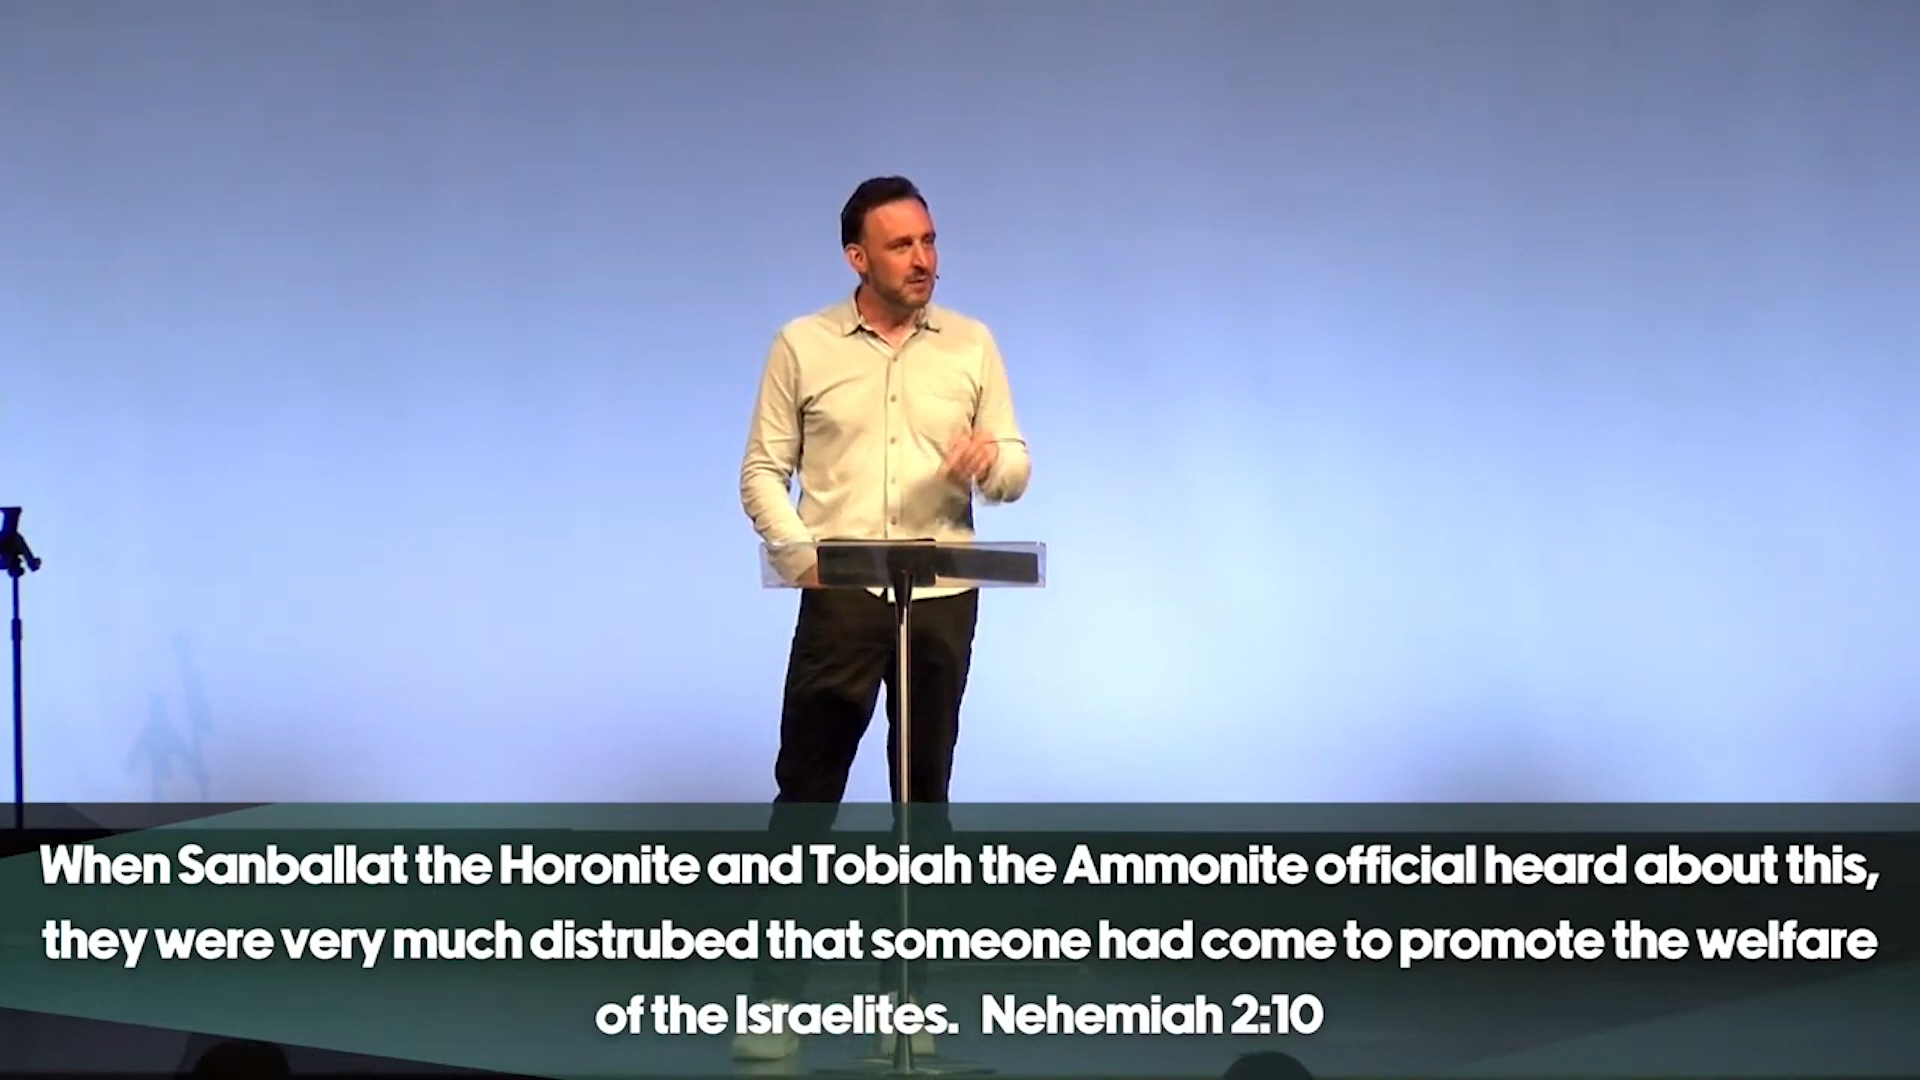 When Sanballat the Horonite and Tobiah the Ammonite official heard about this,
they were very much distrubed that someone had come to promote the welfare
of the Israelites. Nehemiah 2:10